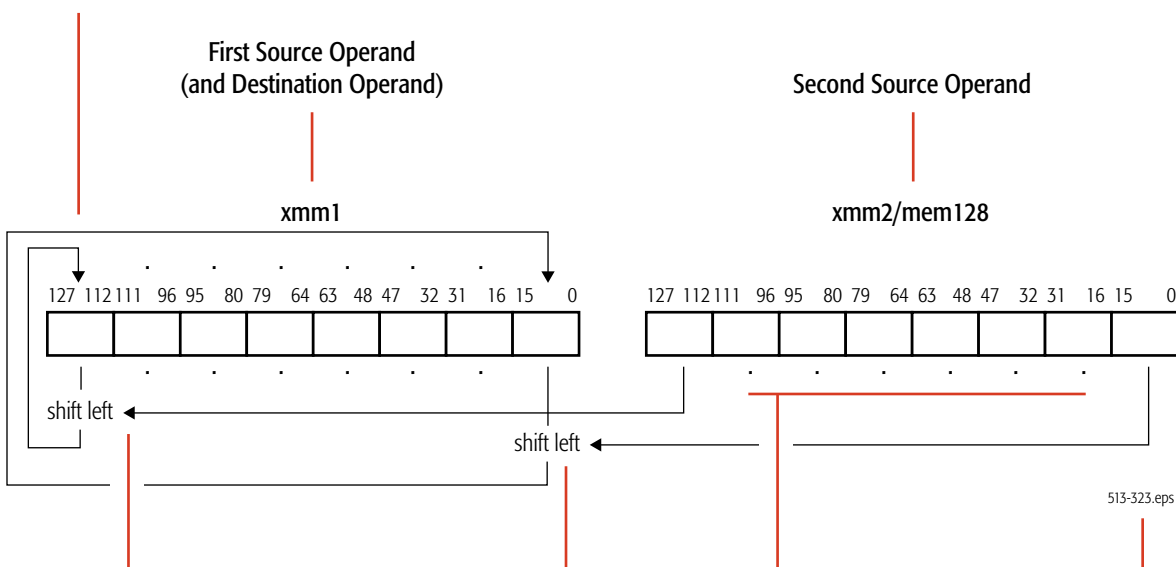 First Source Operand
(and Destination Operand)
Second Source Operand
xmm1
xmm2/mem128
127 112 111 96 95 80 79 64 63 48 47 32 31 16 15 0
127 112 111 96 95 80 79 64 63 48 47 32 31 16 15 0
shift left
shift left
513-323.eps